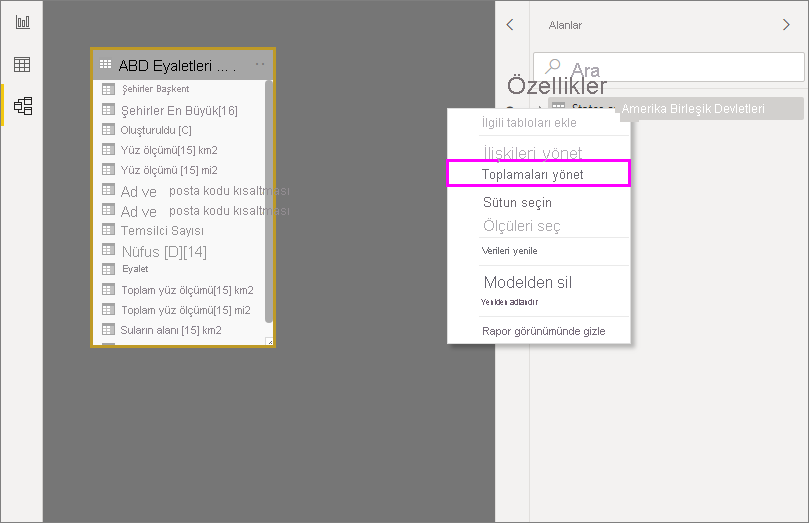 ABD Eyaletleri ... .
Şehirler Başkent
Şehirler En Büyük[16]
Oluşturuldu [C]
Yüz ölçümü[15] km2
Yüz ölçümü [15] mi2
Ad ve posta kodu kısaltması
Ad ve posta kodu kısaltması
Temsilci Sayısı
Nüfus [D][14]
Eyalet
Toplam yüz ölçümü[15] km2
Toplam yüz ölçümü[15] mi2
Suların alanı [15] km2
Alanlar
Ara
Özellikler
Amerika Birleşik Devletleri
İlgili tabloları ekle
İlişkileri yönet
Toplamaları yönet
Sütun seçin
Ölçüleri seç
Verileri yenile
Modelden sil
Yeniden adlandır
Rapor görünümünde gizle